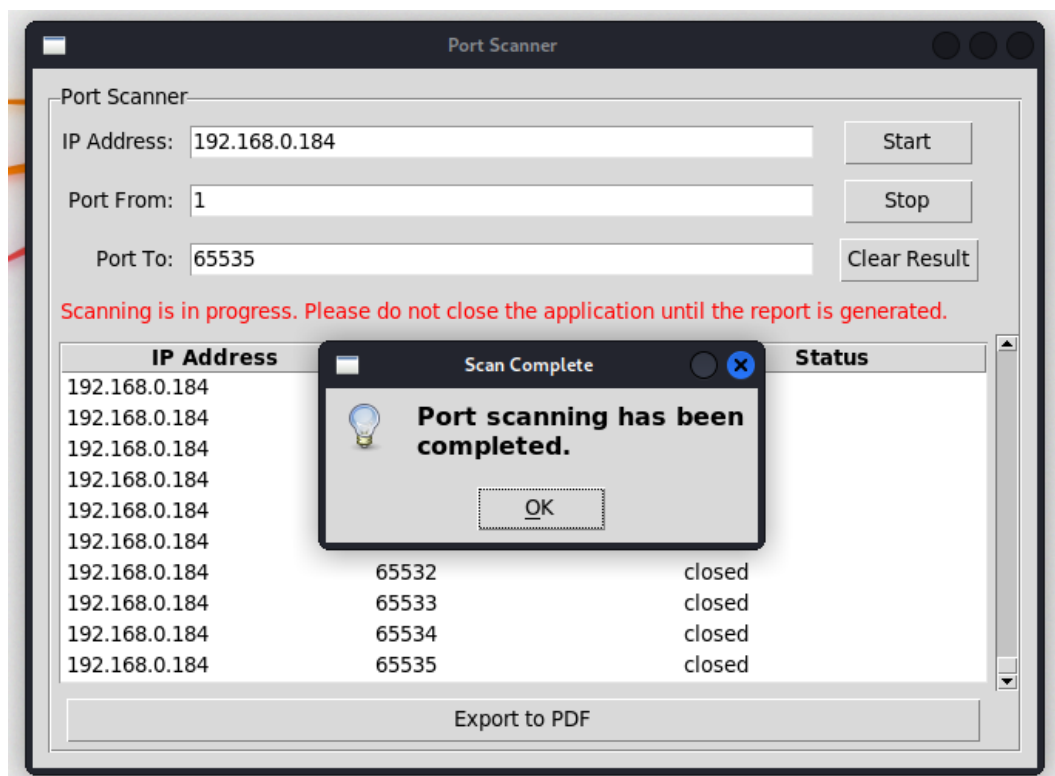 Port Scanner
Port Scanner
IP Address: 192.168.0.184 Start
Port From: 1 Stop
Port To: 65535 Clear Result
Scanning is in progress. Please do not close the application until the report is generated.
IP Address Status
Scan Complete
Port scanning has been
completed.
OK
192.168.0.184
192.168.0.184
192.168.0.184
192.168.0.184
192.168.0.184
192.168.0.184
192.168.0.184 65532 closed
192.168.0.184 65533 closed
192.168.0.184 65534 closed
192.168.0.184 65535 closed
Export to PDF